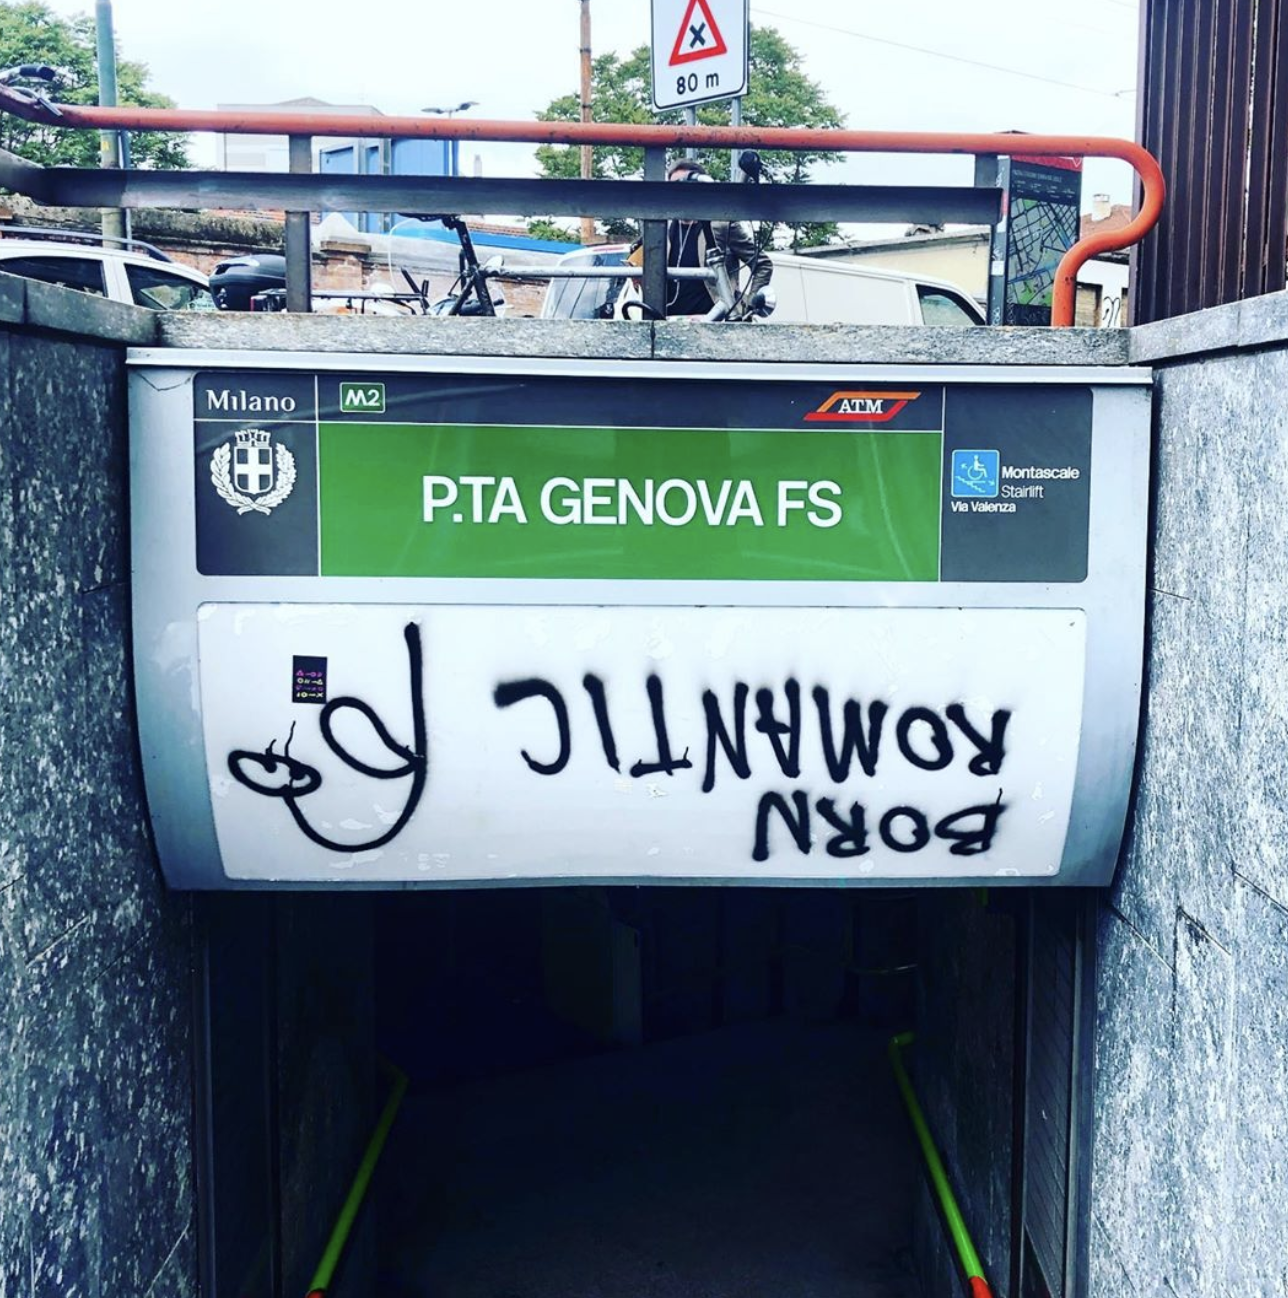 80 m
Milano
M2
ATM
P.TA GENOVA FS
Montascale
Stairlift
Via Valenza
BORN
ROMANTIC